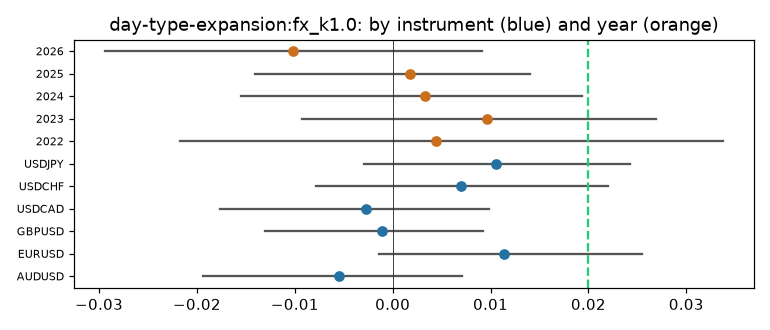 day-type-expansion:fx_k1.0: by instrument (blue) and year (orange)
2026
2025
2024
2023
2022
USDJPY
USDCHF
USDCAD
GBPUSD
EURUSD
AUDUSD
−0.03 −0.02 −0.01 0.00 0.01 0.02 0.03